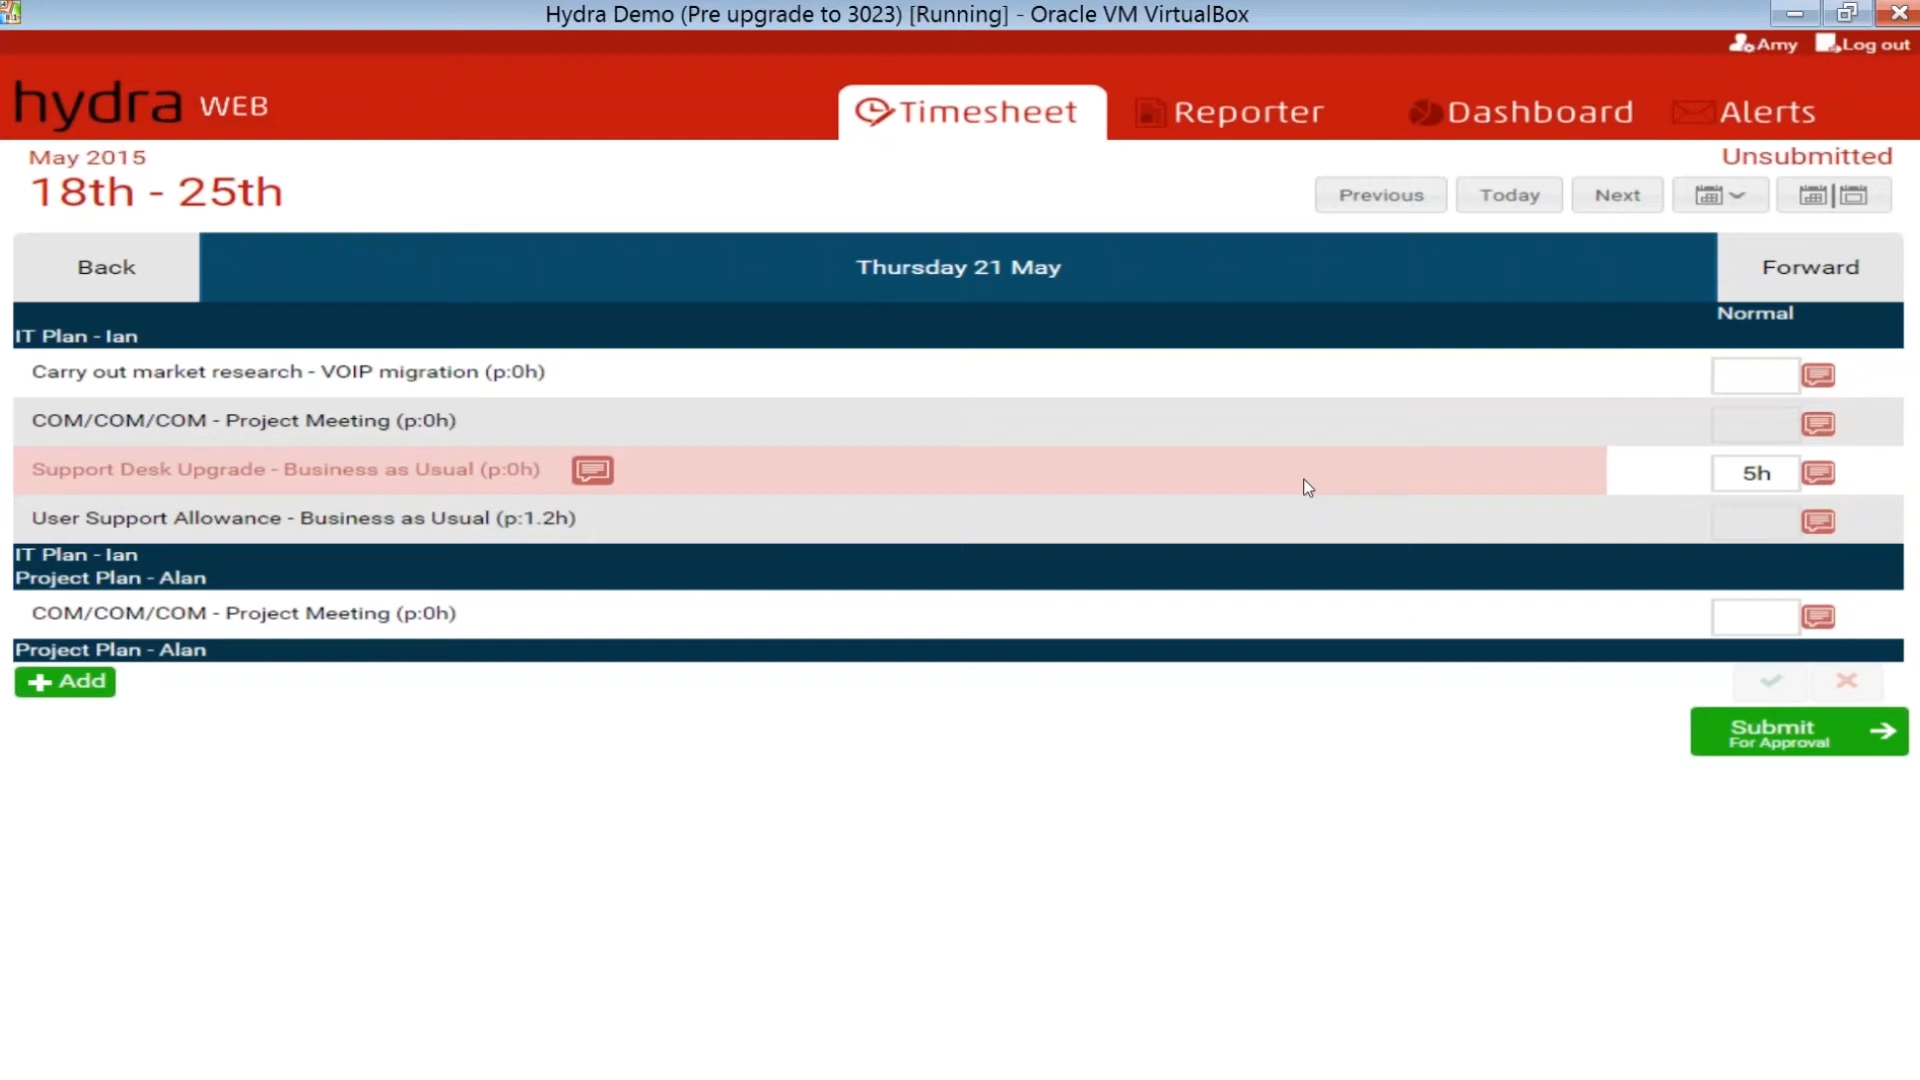 Hydra Demo (Pre upgrade to 3023) [Running] - Oracle VM VirtualBox
Amy Log out
hydra WEB Timesheet Reporter Dashboard Alerts
May 2015 Unsubmitted
18th - 25th Previous Today Next
Back Thursday 21 May Forward
Normal
IT Plan - Ian
Carry out market research - VOIP migration (p:0h)
COM/COM/COM - Project Meeting (p:0h)
Support Desk Upgrade - Business as Usual (p:0h) 5h
User Support Allowance - Business as Usual (p:1.2h)
IT Plan - Ian
Project Plan - Alan
COM/COM/COM - Project Meeting (p:0h)
Project Plan - Alan
Add
Submit
For Approval